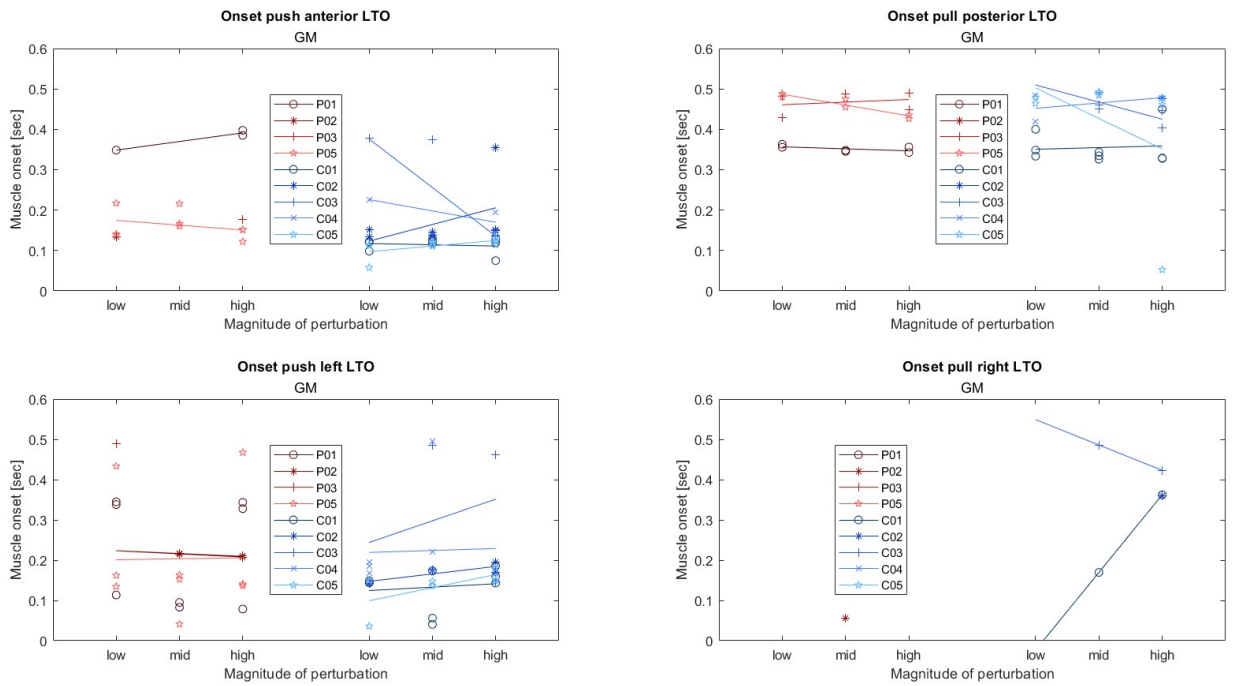 Onset push anterior LTO
GM
Muscle onset [sec]
0.6
0.5
0.4
0.3
0.2
0.1
0
P01
P02
P03
P05
C01
C02
C03
C04
C05
low mid high low mid high
Magnitude of perturbation
Onset pull posterior LTO
GM
Muscle onset [sec]
0.6
0.5
0.4
0.3
0.2
0.1
0
P01
P02
P03
P05
C01
C02
C03
C04
C05
low mid high low mid high
Magnitude of perturbation
Onset push left LTO
GM
Muscle onset [sec]
0.6
0.5
0.4
0.3
0.2
0.1
0
P01
P02
P03
P05
C01
C02
C03
C04
C05
low mid high low mid high
Magnitude of perturbation
Onset pull right LTO
GM
Muscle onset [sec]
0.6
0.5
0.4
0.3
0.2
0.1
0
P01
P02
P03
P05
C01
C02
C03
C04
C05
low mid high low mid high
Magnitude of perturbation